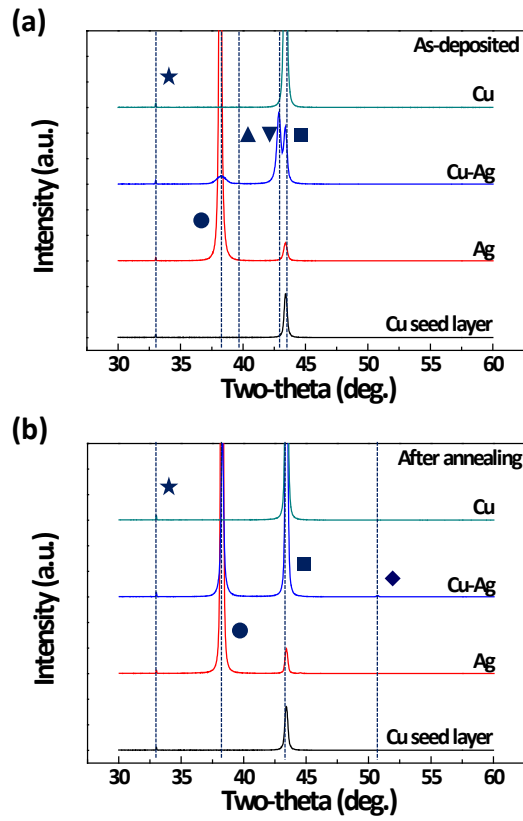 (a)
As-deposited
Cu
Cu-Ag
Ag
Cu seed layer
Intensity (a.u.)
30 35 40 45 50 55 60
Two-theta (deg.)
(b)
After annealing
Cu
Cu-Ag
Ag
Cu seed layer
Intensity (a.u.)
30 35 40 45 50 55 60
Two-theta (deg.)